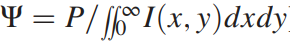 Ψ = P/∬₀^∞ I(x, y)dxdy